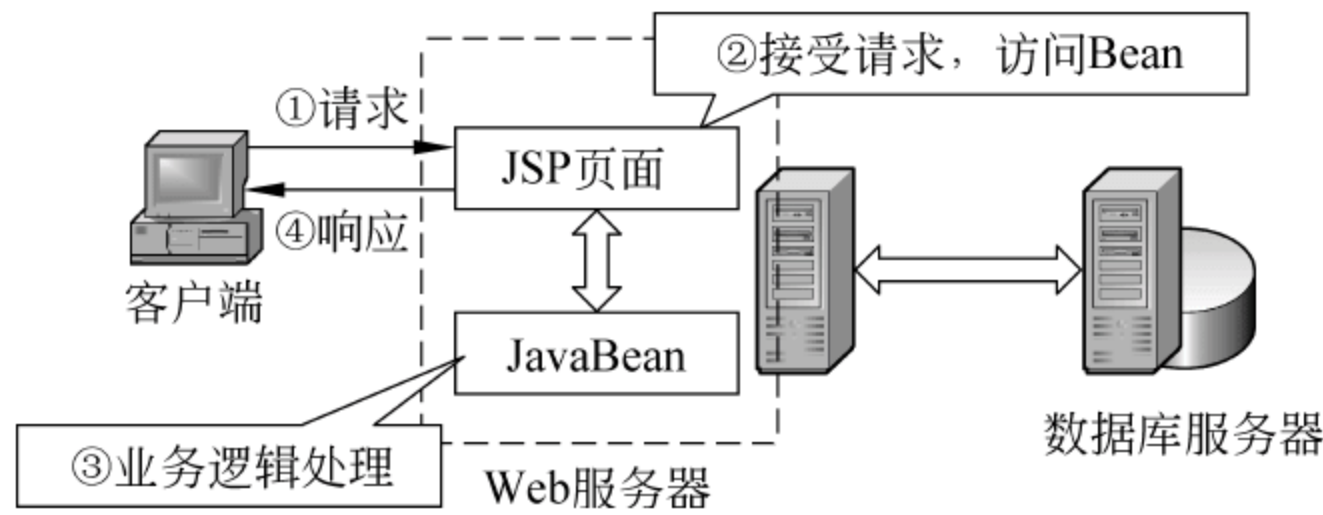 ②接受请求，访问Bean
①请求
JSP页面
④响应
客户端
JavaBean
数据库服务器
③业务逻辑处理
Web服务器